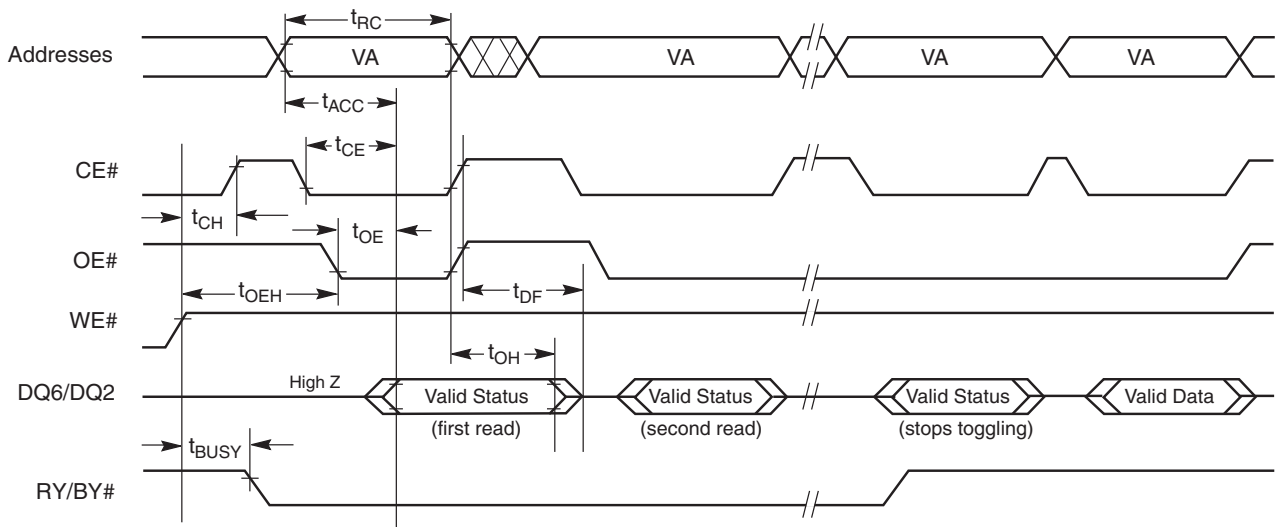 tRC
Addresses VA VA VA VA
tACC
tCE
CE#
tCH tOE
OE#
tOEH tDF
WE#
tOH
DQ6/DQ2 High Z Valid Status Valid Status Valid Status Valid Data
(first read) (second read) (stops toggling)
tBUSY
RY/BY#